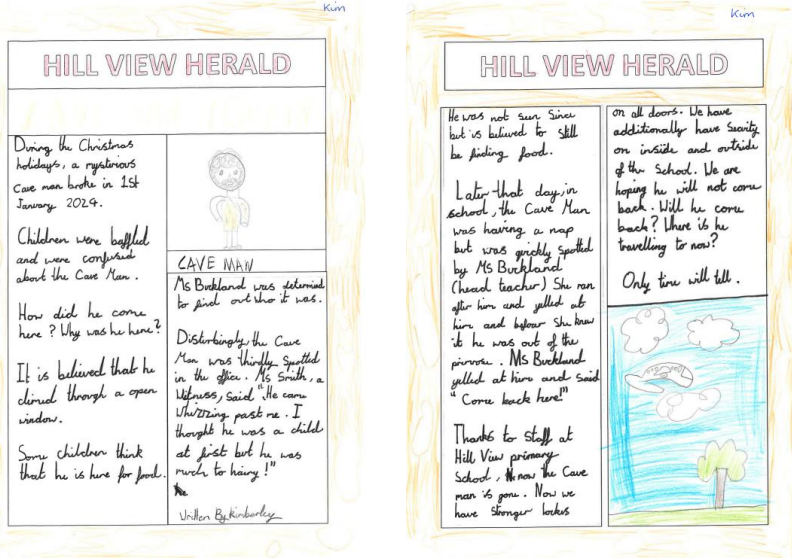 Kim
HILL VIEW HERALD
During the Christmas
holidays, a mysterious
Cave man broke in 1st
January 2024.
Children were baffled
and were confused
about the Cave Man.
How did he come
here? Why was he here?
It is believed that he
climed through a open
window.
Some children think
that he is here for food.
CAVE MAN
Ms Buckland was determined
to find out who it was.
Disturbingly, the Cave
Man was thirdly Spotted
in the office. Ms Smith, a
Witness, said "He came
whizzing past me. I
thought he was a child
at first but he was
much to hairy!"
Written By Kimberley
Kim
HILL VIEW HERALD
He was not seen Since
but is believed to still
be finding food.
Later that day, in
school, the Cave Man
was having a nap
but was quickly spotted
by Ms Buckland
(head teacher) She ran
after him and yelled at
him and before She knew
it he was out of the
. Ms Buckland
yelled at him and said
"Come back here!"
Thanks to Staff at
Hill View primary
School, now the Cave
man is gone. Now we
have Stronger lockes
on all doors. We have
additionally have
on inside and outside
of the School. We are
hoping he will not come
back. Will he come
back? Where is he
travelling to now?
Only time will tell.